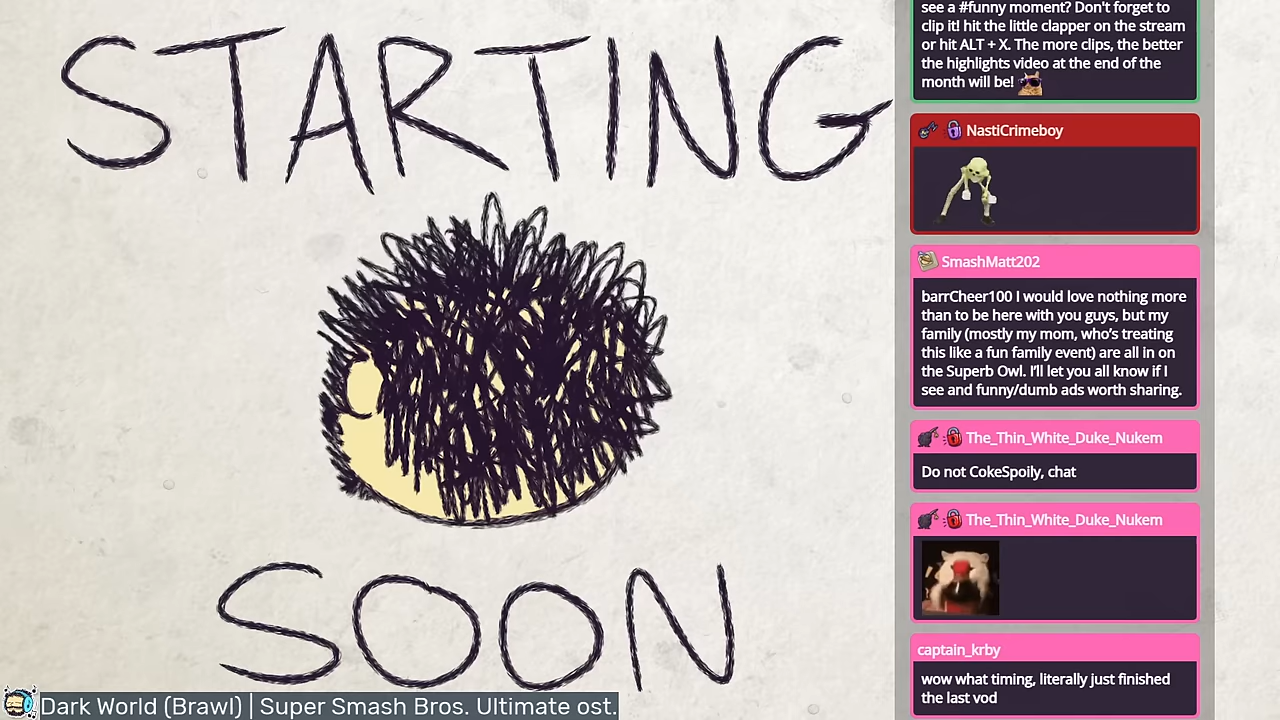 STARTING
SOON
see a #funny moment? Don't forget to
clip it! hit the little clapper on the stream
or hit ALT + X. The more clips, the better
the highlights video at the end of the
month will be!
NastiCrimeboy
SmashMatt202
barrCheer100 I would love nothing more
than to be here with you guys, but my
family (mostly my mom, who's treating
this like a fun family event) are all in on
the Superb Owl. I'll let you all know if I
see and funny/dumb ads worth sharing.
The_Thin_White_Duke_Nukem
Do not CokeSpoily, chat
The_Thin_White_Duke_Nukem
captain_krby
wow what timing, literally just finished
the last vod
Dark World (Brawl) | Super Smash Bros. Ultimate ost.